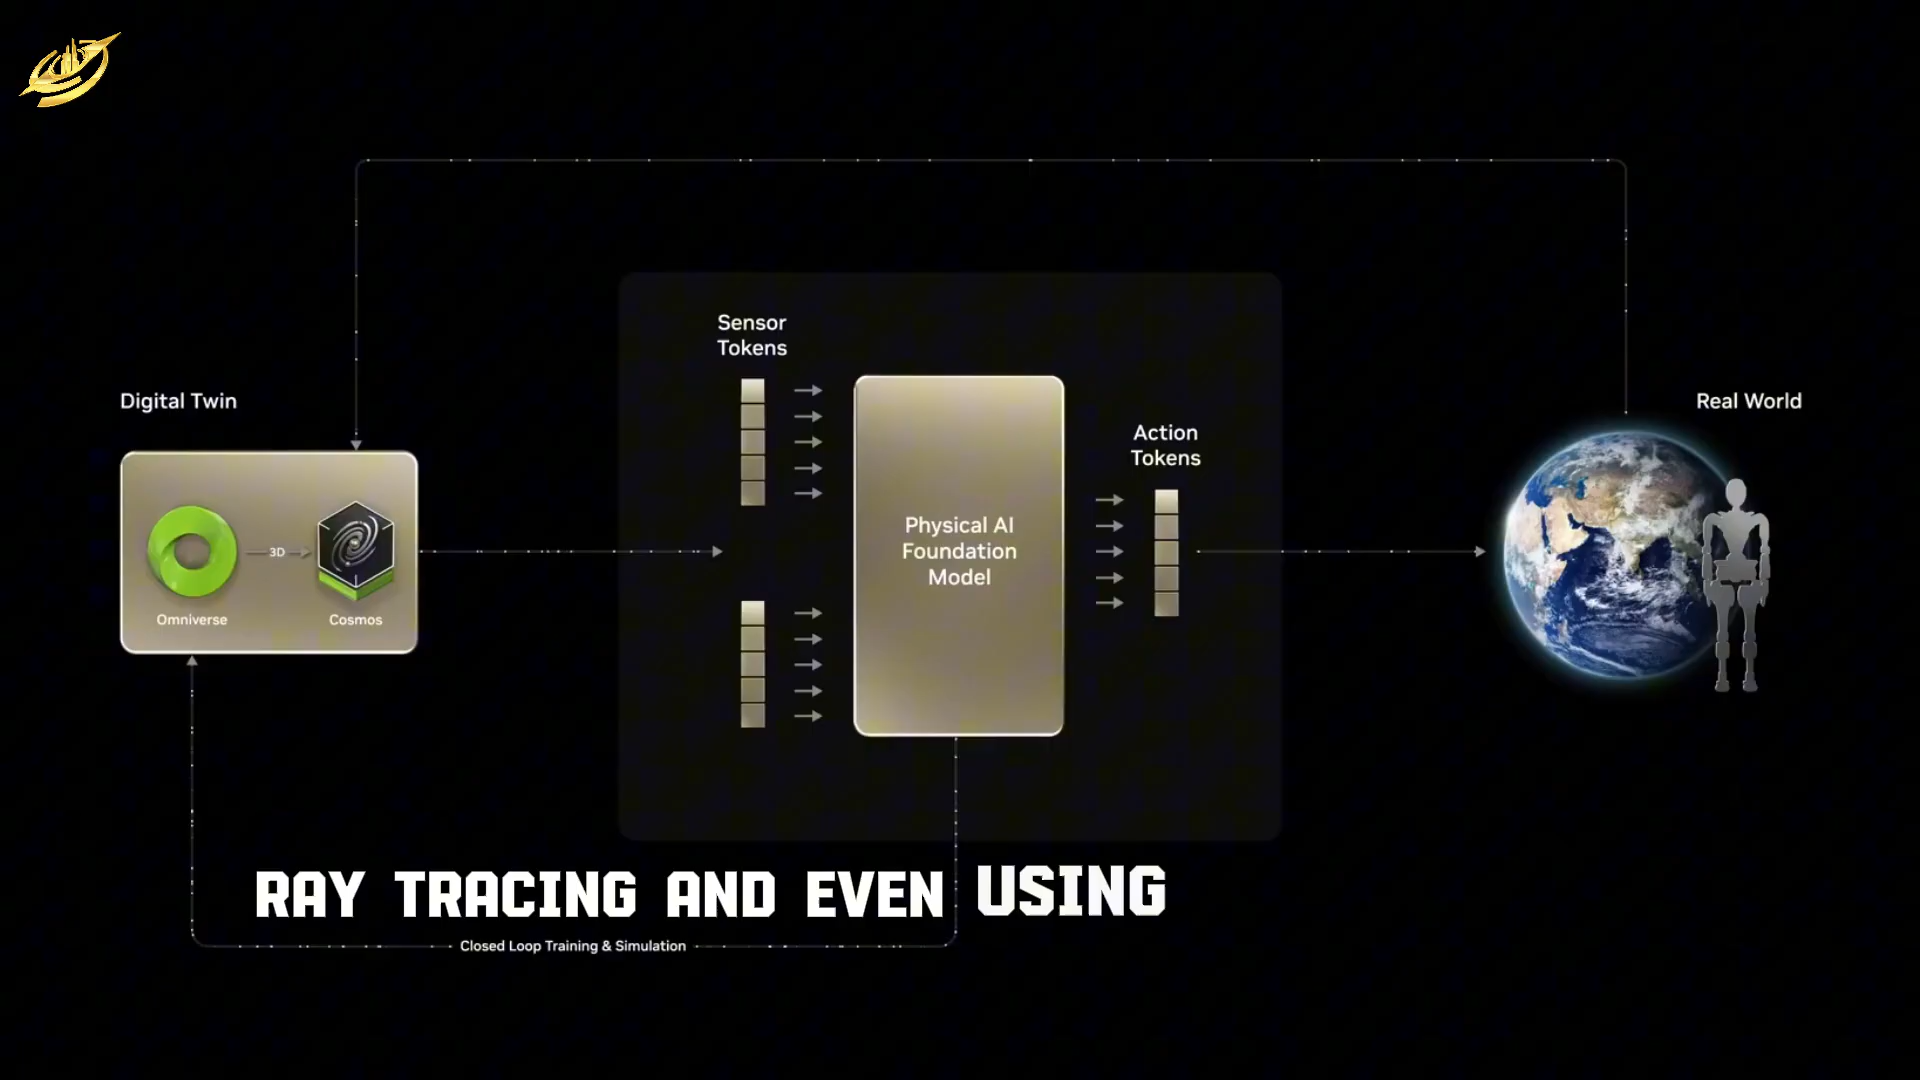 Sensor
Tokens
Digital Twin
Real World
Action
Tokens
Physical AI
Foundation
Model
3D
Omniverse
Cosmos
RAY TRACING AND EVEN USING
Closed Loop Training & Simulation